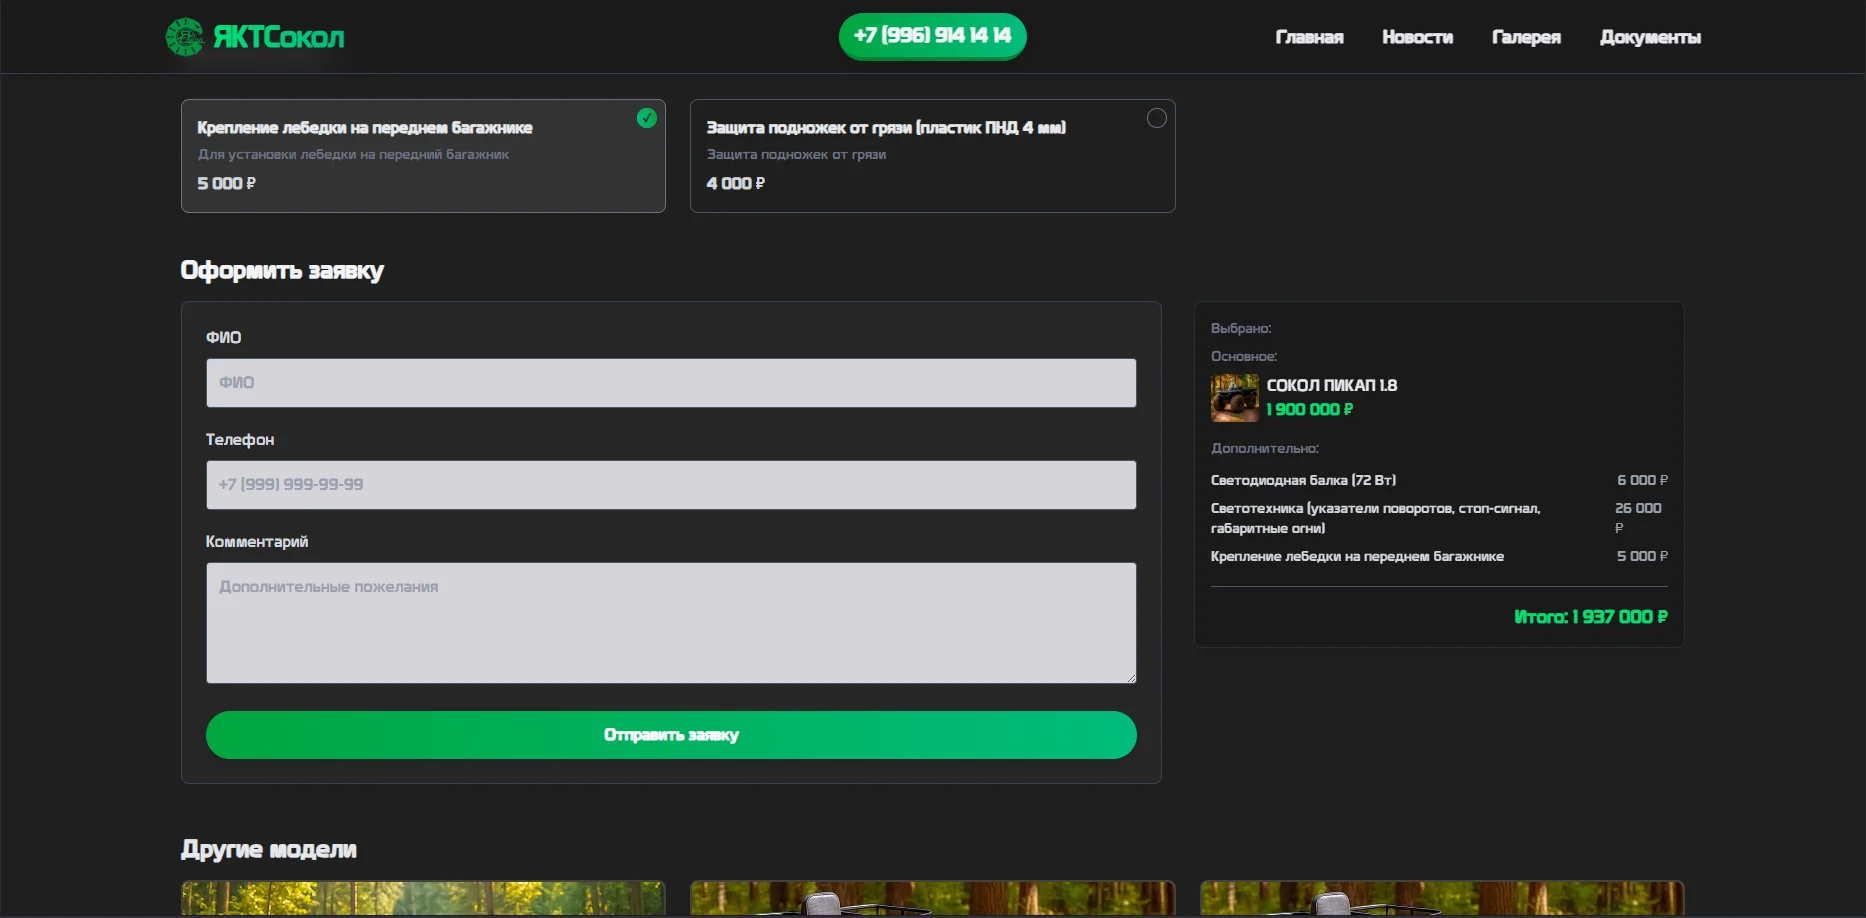 ЯКТСокол
+7 (996) 914 14 14
Главная
Новости
Галерея
Документы
Крепление лебедки на переднем багажнике
Для установки лебедки на передний багажник
5 000 ₽
Защита подножек от грязи (пластик ПНД 4 мм)
Защита подножек от грязи
4 000 ₽
Оформить заявку
ФИО
ФИО
Телефон
+7 (999) 999-99-99
Комментарий
Дополнительные пожелания
Отправить заявку
Выбрано:
Основное:
СОКОЛ ПИКАП 1.8
1 900 000 ₽
Дополнительно:
Светодиодная балка (72 Вт)
6 000 ₽
Светотехника (указатели поворотов, стоп-сигнал,
габаритные огни)
26 000
₽
Крепление лебедки на переднем багажнике
5 000 ₽
Итого: 1 937 000 ₽
Другие модели